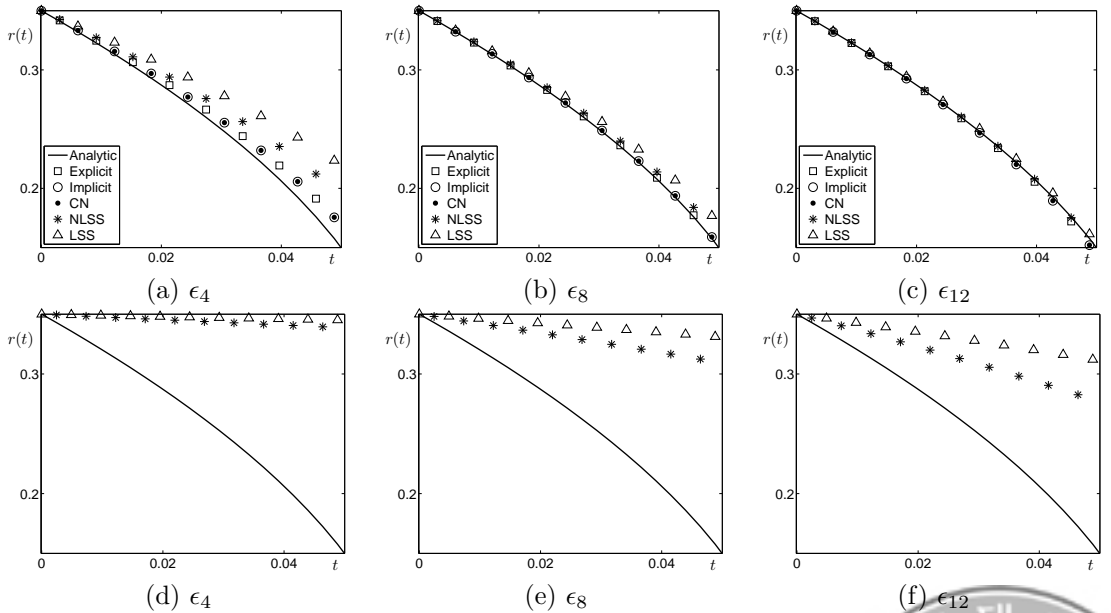 r(t)
0.3
0.2
Analytic
Explicit
Implicit
CN
NLSS
LSS
0 0.02 0.04 t
(a) ϵ4
r(t)
0.3
0.2
Analytic
Explicit
Implicit
CN
NLSS
LSS
0 0.02 0.04 t
(b) ϵ8
r(t)
0.3
0.2
Analytic
Explicit
Implicit
CN
NLSS
LSS
0 0.02 0.04 t
(c) ϵ12
r(t)
0.3
0.2
0 0.02 0.04 t
(d) ϵ4
r(t)
0.3
0.2
0 0.02 0.04 t
(e) ϵ8
r(t)
0.3
0.2
0 0.02 0.04 t
(f) ϵ12